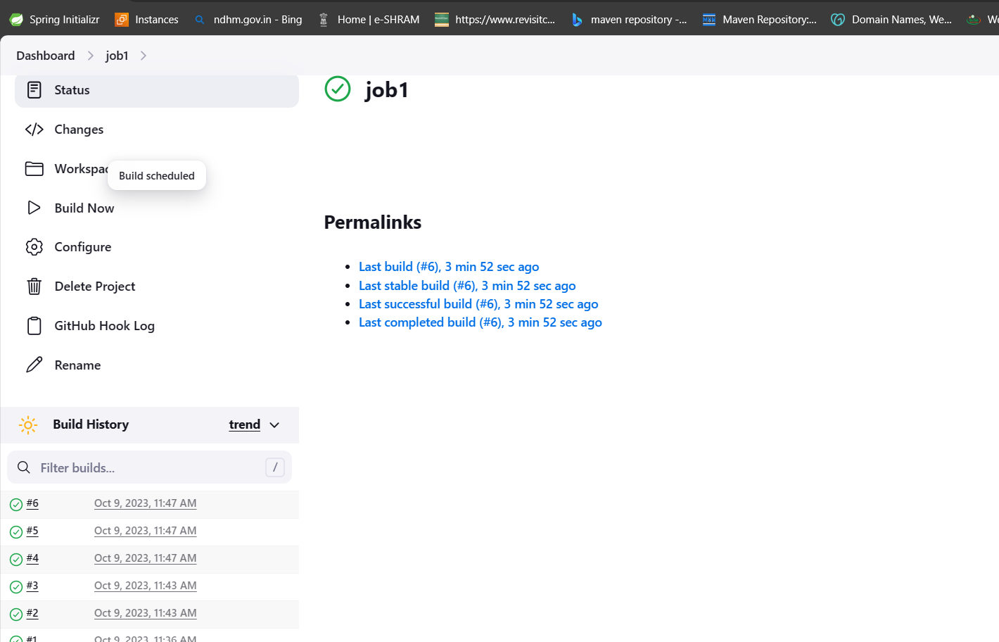 Spring Initializr Instances ndhm.gov.in - Bing Home | e-SHRAM https://www.revisitc... maven repository -... Maven Repository:... Domain Names, We... We
Dashboard job1
Status
job1
Changes
Workspac
Build scheduled
Build Now
Permalinks
Configure
Last build (#6), 3 min 52 sec ago
Last stable build (#6), 3 min 52 sec ago
Last successful build (#6), 3 min 52 sec ago
Last completed build (#6), 3 min 52 sec ago
Delete Project
GitHub Hook Log
Rename
Build History trend
Filter builds... /
#6 Oct 9, 2023, 11:47 AM
#5 Oct 9, 2023, 11:47 AM
#4 Oct 9, 2023, 11:47 AM
#3 Oct 9, 2023, 11:43 AM
#2 Oct 9, 2023, 11:43 AM
#1 Oct 9, 2023, 11:36 AM